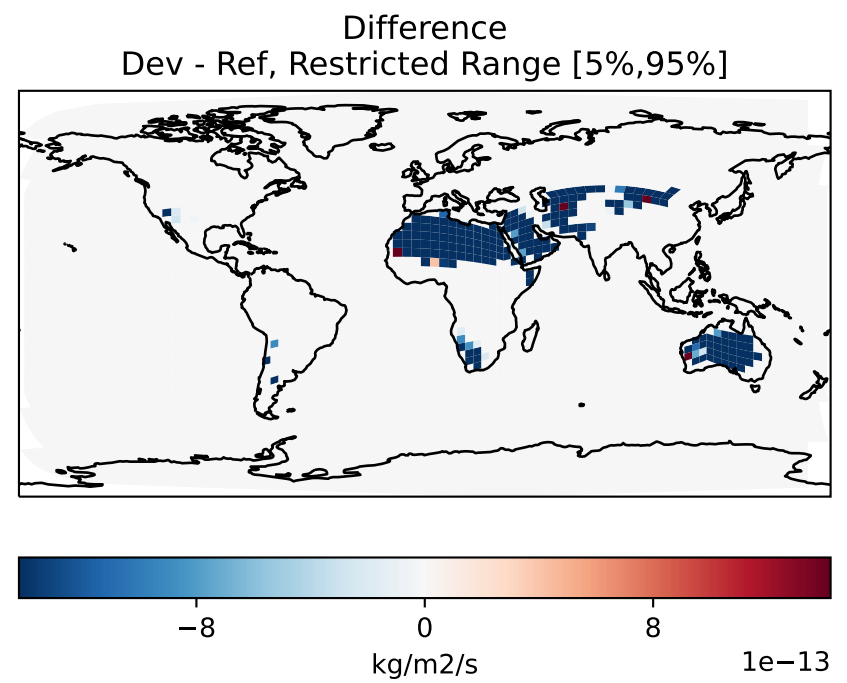 Difference
Dev - Ref, Restricted Range [5%,95%]
−8 0 8
1e−13
kg/m2/s